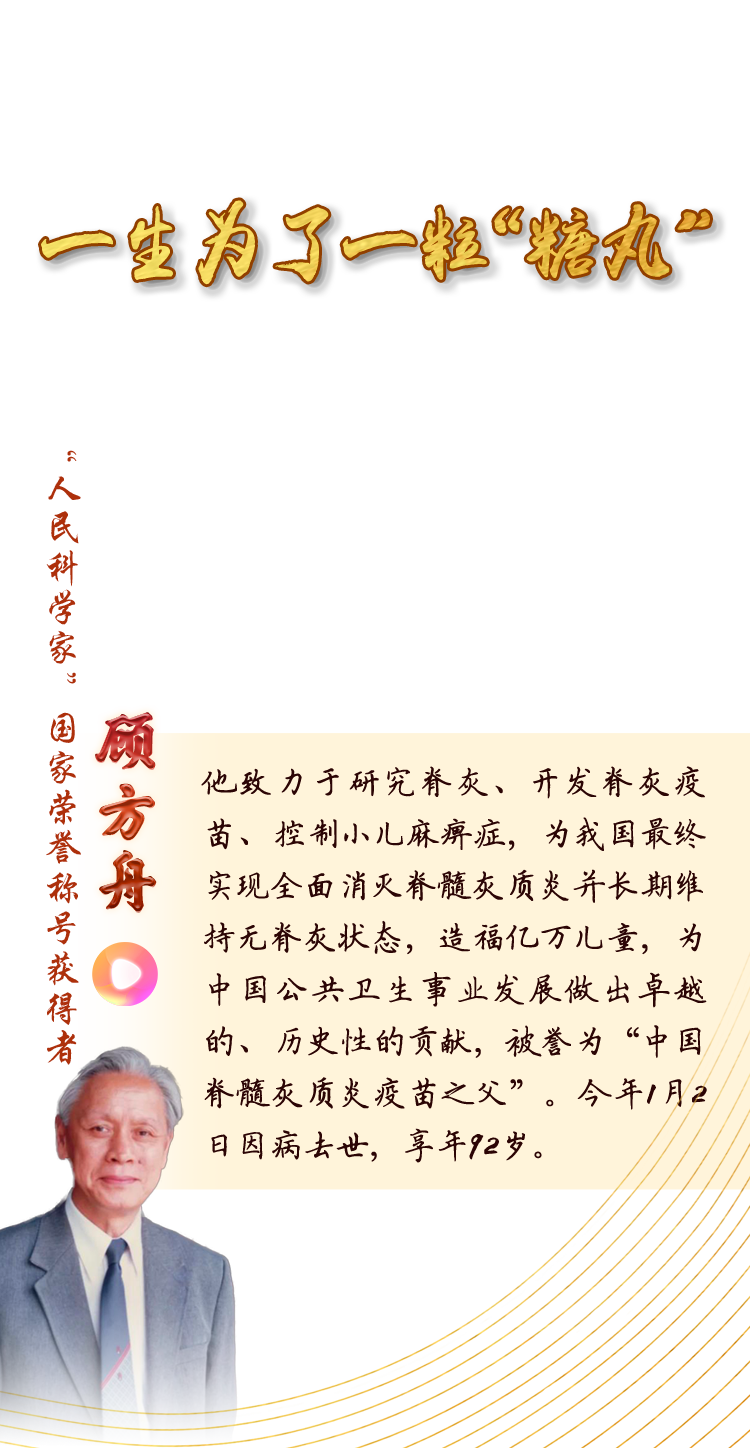 一生为了一粒“糖丸”
“人民科学家”国家荣誉称号获得者
顾方舟
他致力于研究脊灰、开发脊灰疫
苗、控制小儿麻痹症，为我国最终
实现全面消灭脊髓灰质炎并长期维
持无脊灰状态，造福亿万儿童，为
中国公共卫生事业发展做出卓越
的、历史性的贡献，被誉为“中国
脊髓灰质炎疫苗之父”。今年1月2
日因病去世，享年92岁。